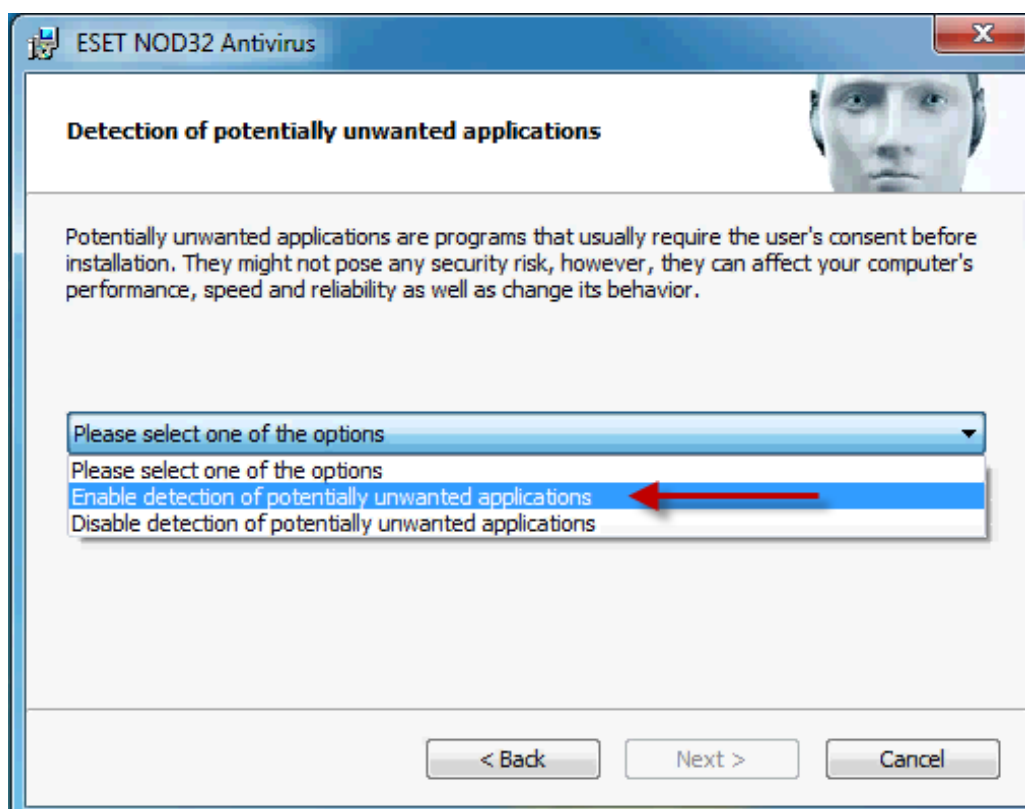 ESET NOD32 Antivirus
Detection of potentially unwanted applications
Potentially unwanted applications are programs that usually require the user's consent before
installation. They might not pose any security risk, however, they can affect your computer's
performance, speed and reliability as well as change its behavior.
Please select one of the options
Please select one of the options
Enable detection of potentially unwanted applications
Disable detection of potentially unwanted applications
< Back Next > Cancel